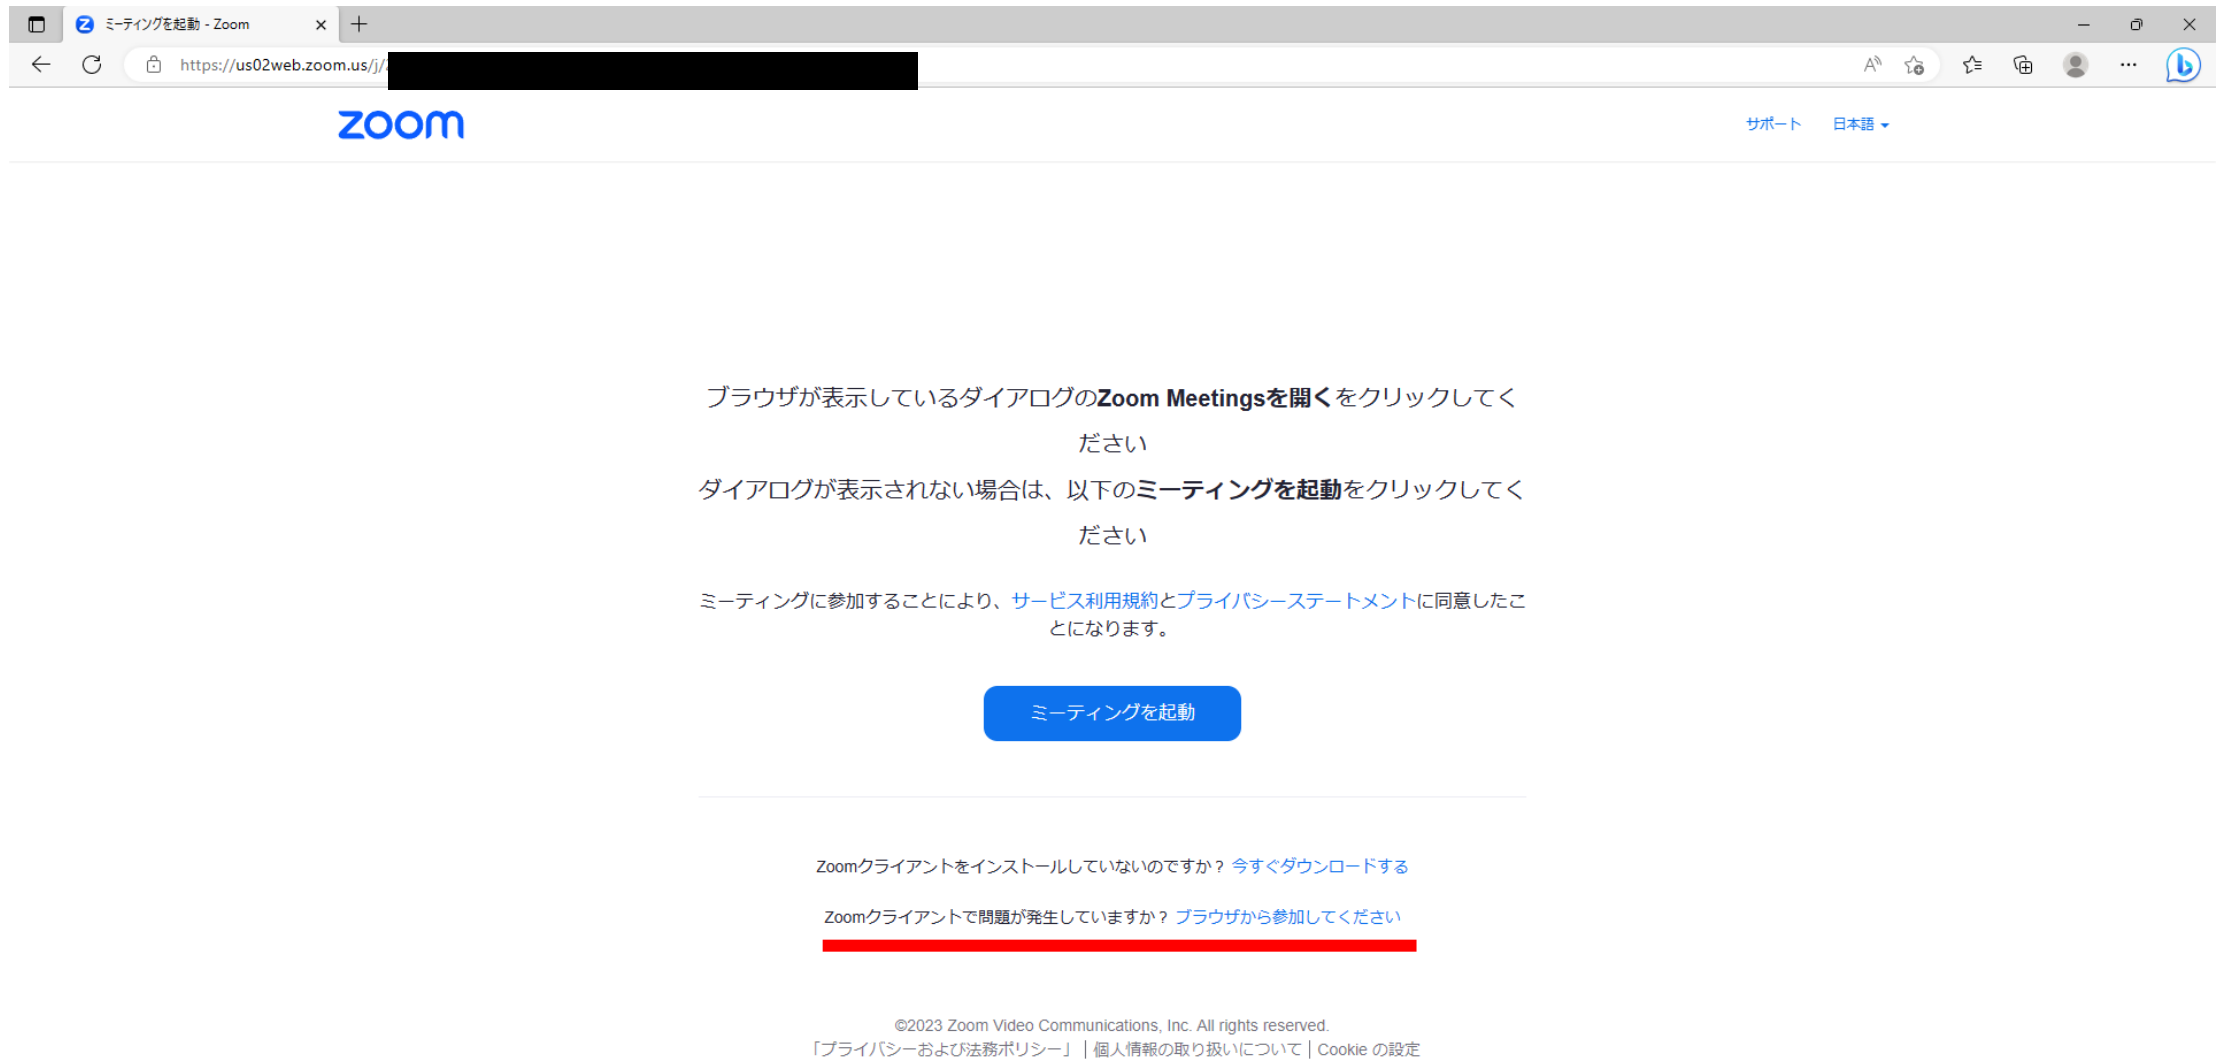 ミーティングを起動 - Zoom
https://us02web.zoom.us/j/
zoom
サポート 日本語
ブラウザが表示しているダイアログのZoom Meetingsを開くをクリックしてく
ださい
ダイアログが表示されない場合は、以下のミーティングを起動をクリックしてく
ださい
ミーティングに参加することにより、サービス利用規約とプライバシーステートメントに同意したこ
とになります。
ミーティングを起動
Zoomクライアントをインストールしていないのですか？ 今すぐダウンロードする
Zoomクライアントで問題が発生していますか？ ブラウザから参加してください
©2023 Zoom Video Communications, Inc. All rights reserved.
「プライバシーおよび法務ポリシー」 | 個人情報の取り扱いについて | Cookie の設定